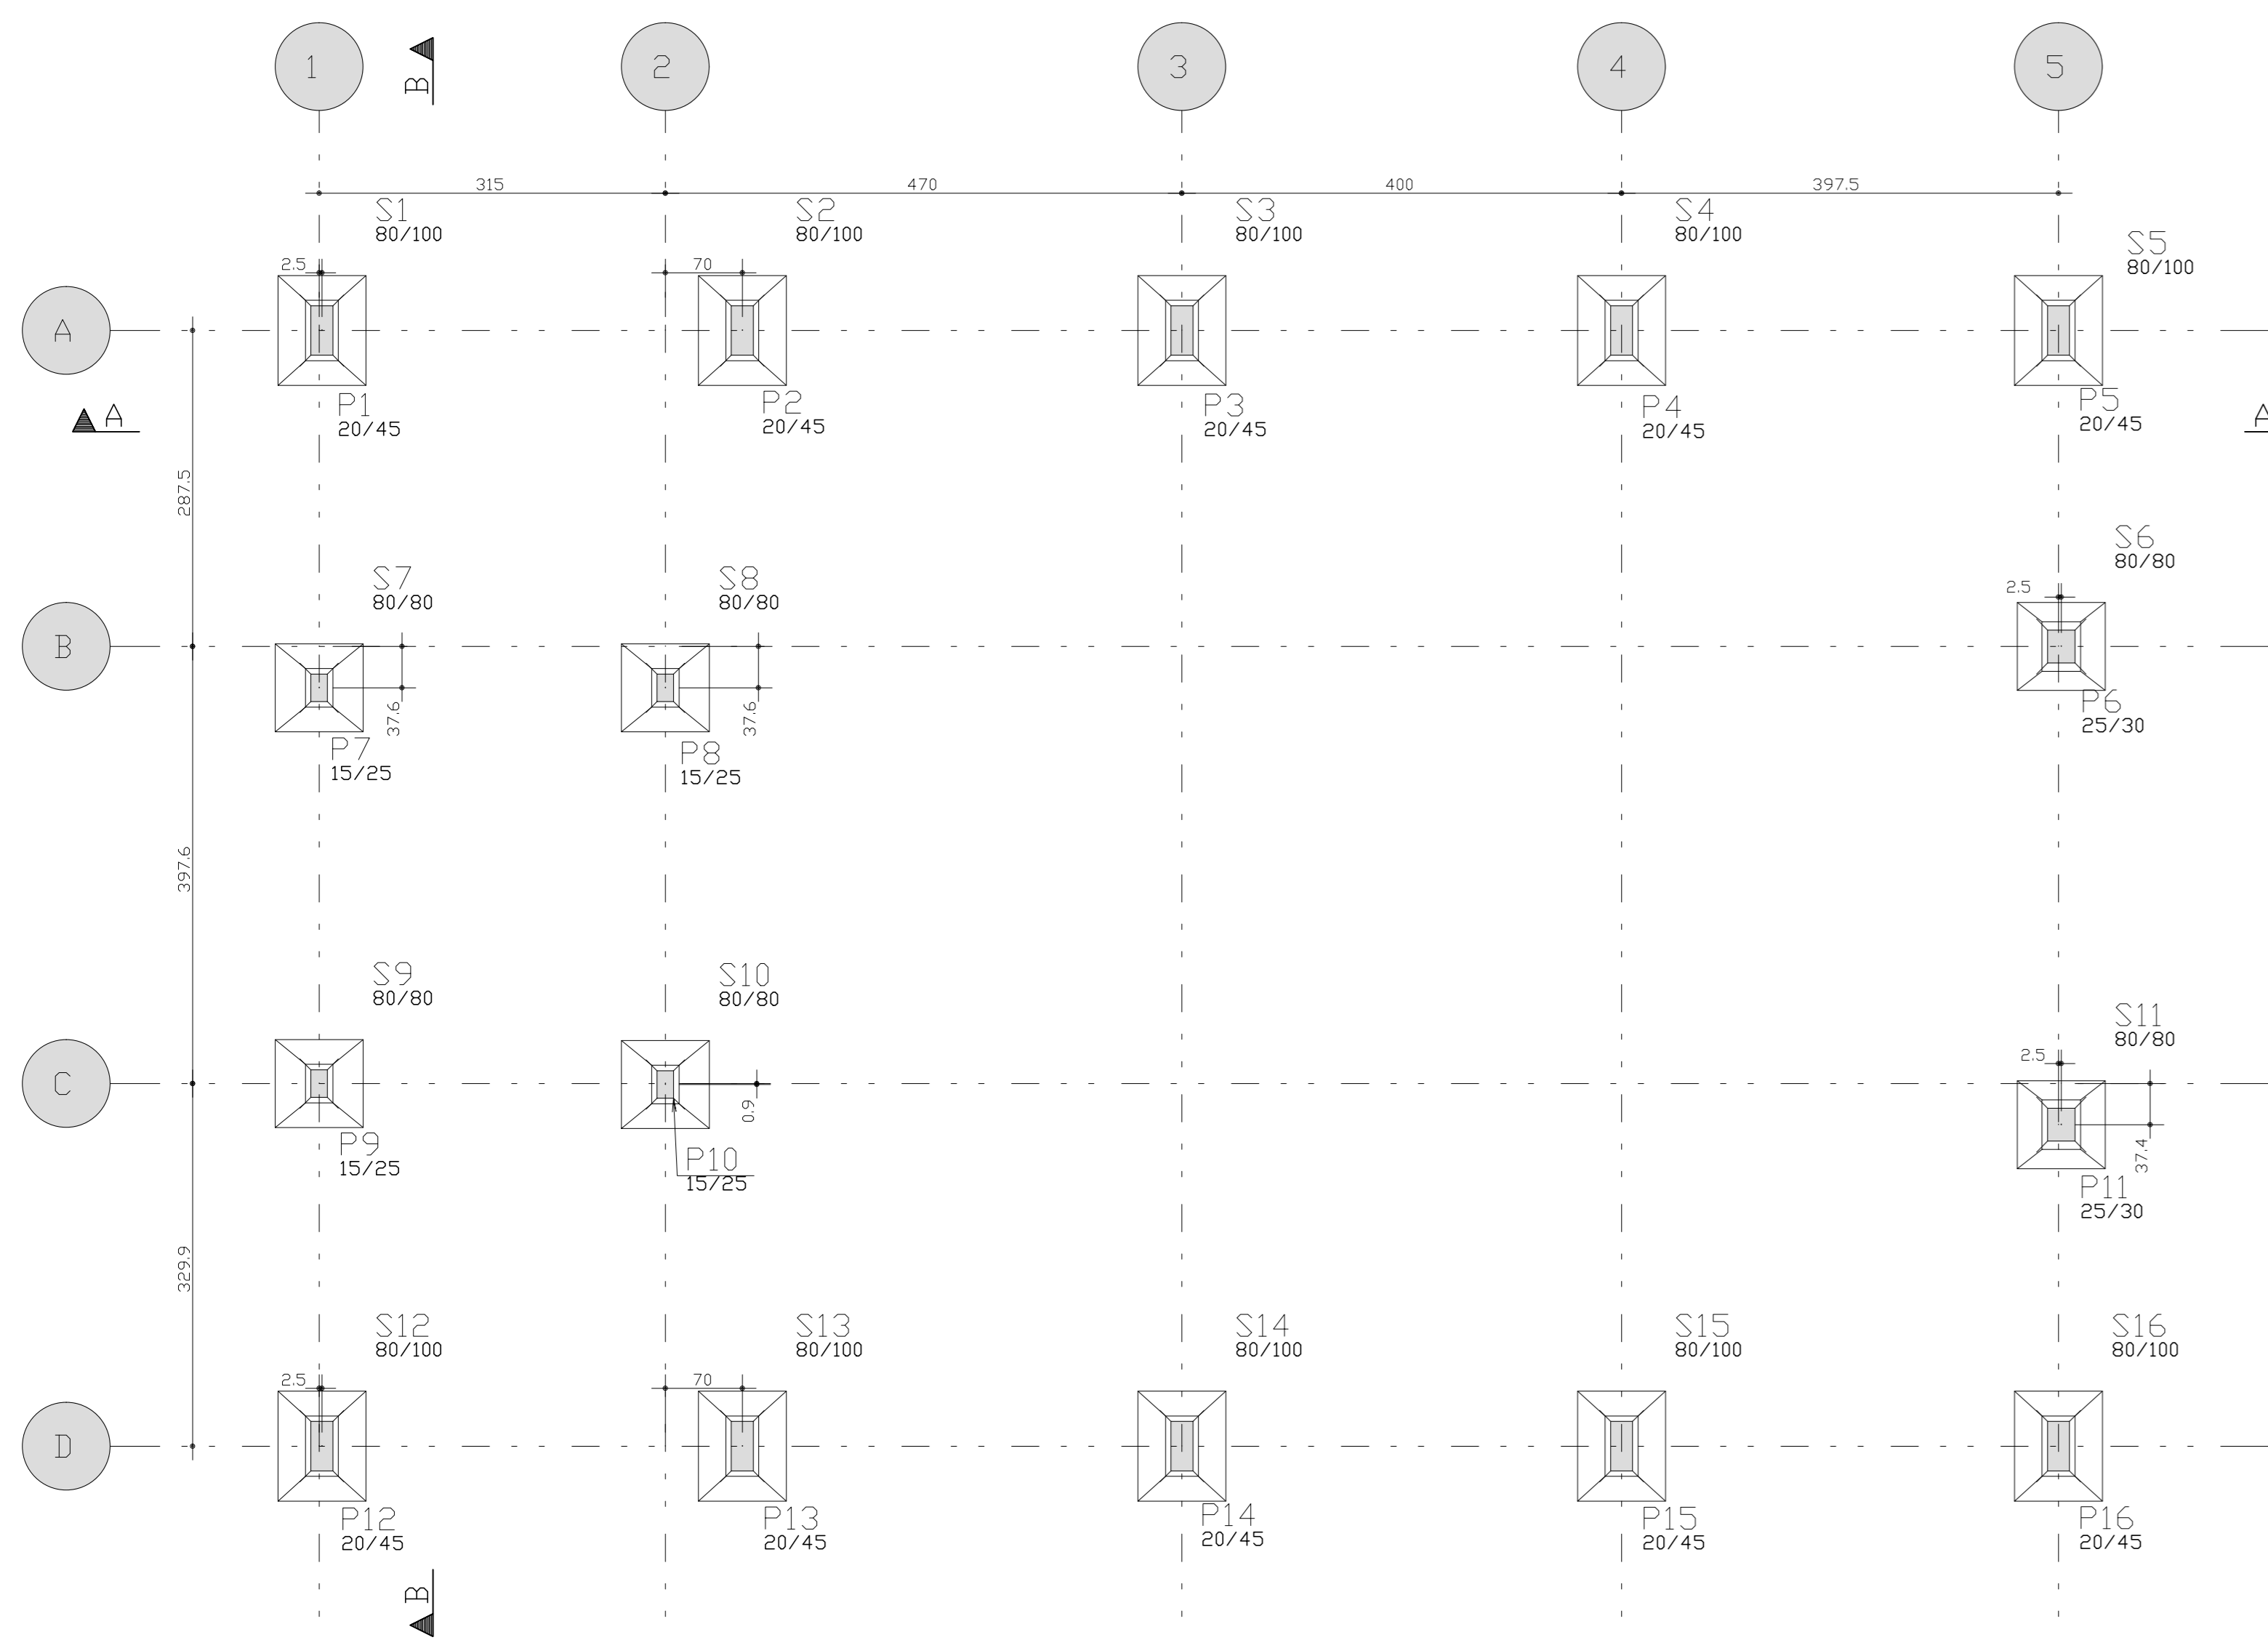 1
B
2
3
4
5
315
470
400
397.5
S1
80/100
S2
80/100
S3
80/100
S4
80/100
S5
80/100
2.5
70
A
P1
20/45
P2
20/45
P3
20/45
P4
20/45
P5
20/45
A
A
287.5
S7
80/80
S8
80/80
S6
80/80
2.5
B
37.6
37.6
P7
15/25
P8
15/25
P6
25/30
397.6
S9
80/80
S10
80/80
S11
80/80
2.5
C
0.9
37.4
P9
15/25
P10
15/25
P11
25/30
329.9
S12
80/100
S13
80/100
S14
80/100
S15
80/100
S16
80/100
2.5
70
D
P12
20/45
P13
20/45
P14
20/45
P15
20/45
P16
20/45
B